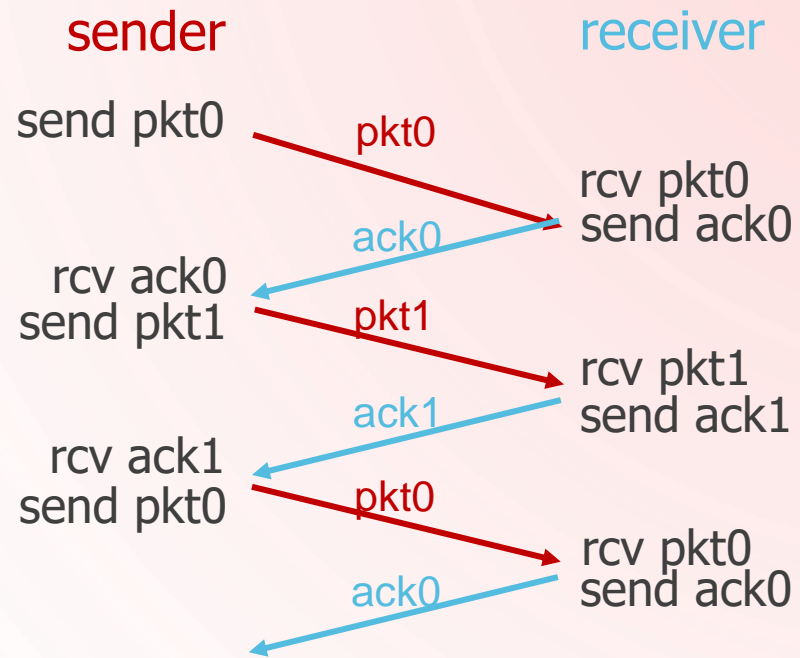 sender
receiver
send pkt0
pkt0
rcv pkt0
send ack0
ack0
rcv ack0
send pkt1
pkt1
rcv pkt1
send ack1
ack1
rcv ack1
send pkt0
pkt0
rcv pkt0
send ack0
ack0